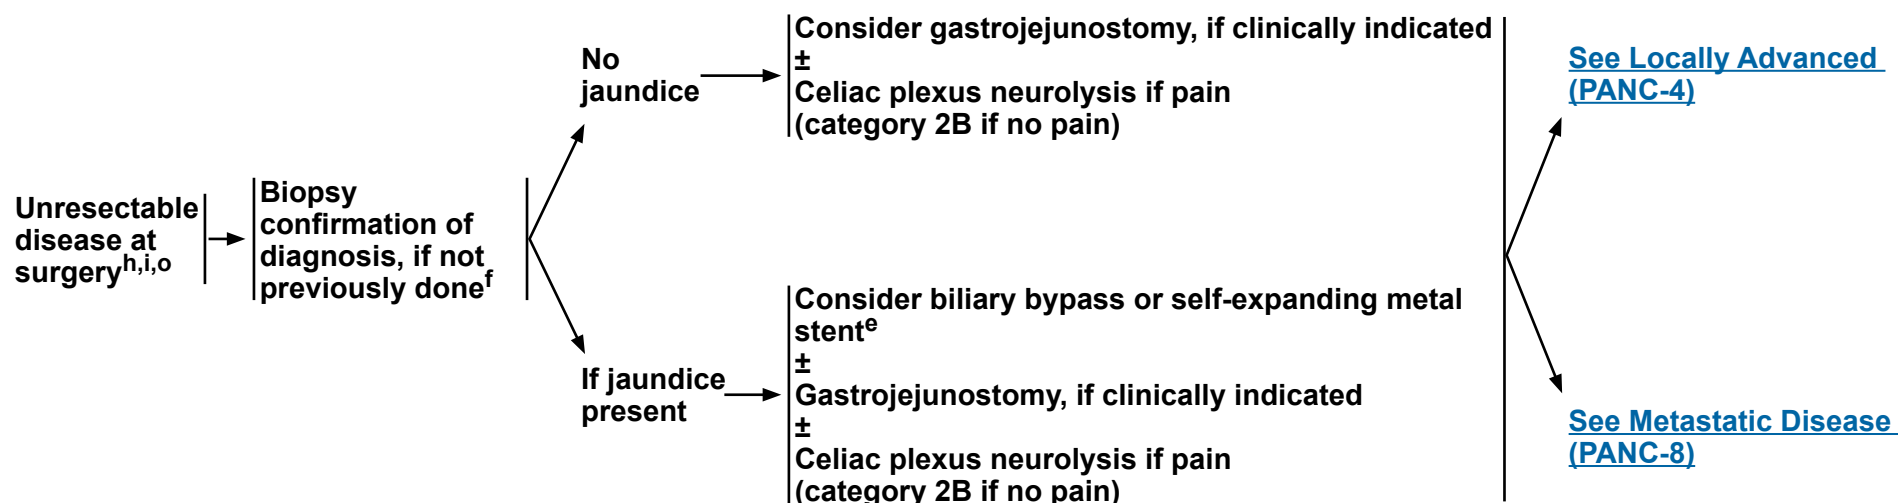 Unresectable
disease at
surgeryh,i,o
Biopsy
confirmation of
diagnosis, if not
previously donef
No
jaundice
Consider gastrojejunostomy, if clinically indicated
±
Celiac plexus neurolysis if pain
(category 2B if no pain)
If jaundice
present
Consider biliary bypass or self-expanding metal
stente
±
Gastrojejunostomy, if clinically indicated
±
Celiac plexus neurolysis if pain
(category 2B if no pain)
See Locally Advanced
(PANC-4)
See Metastatic Disease
(PANC-8)